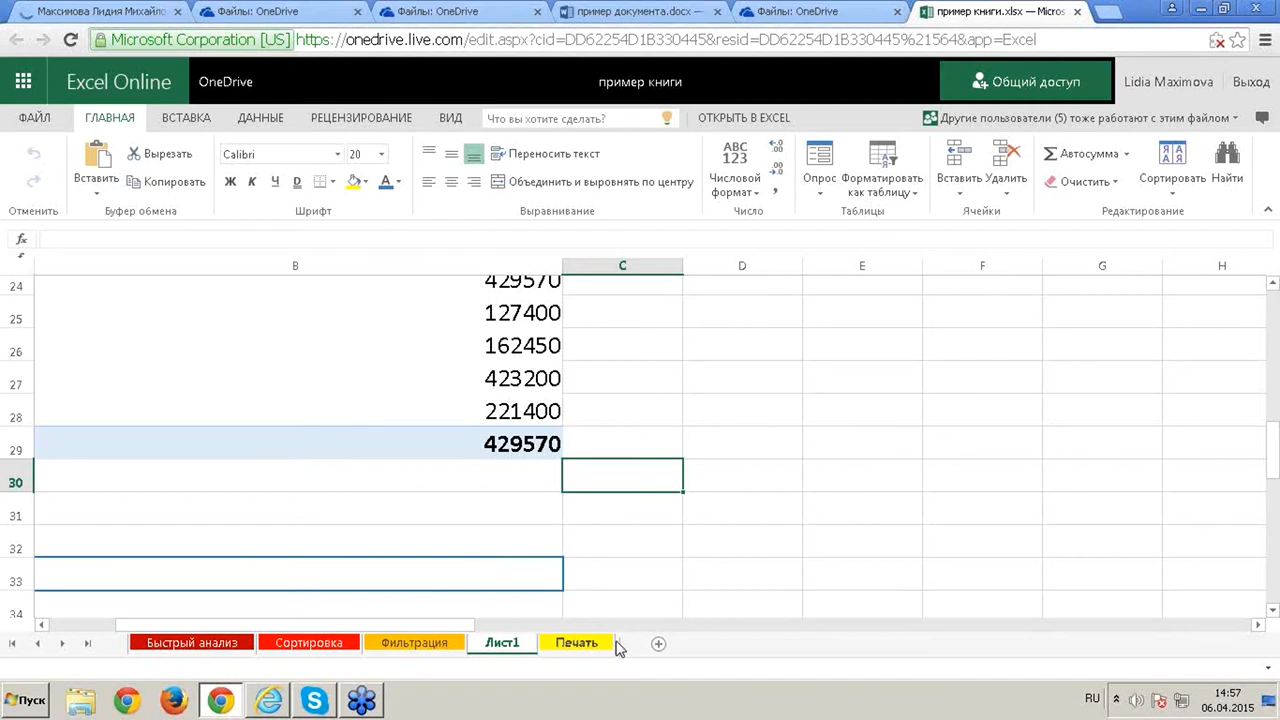 Максимова Лидия Михайло
Файлы: OneDrive
Файлы: OneDrive
пример документа.docx —
Файлы: OneDrive
пример книги.xlsx — Micros
Microsoft Corporation [US]
https://onedrive.live.com/edit.aspx?cid=DD62254D1B330445&resid=DD62254D1B330445%21564&app=Excel
Excel Online
OneDrive
пример книги
Общий доступ
Lidia Maximova
Выход
ФАЙЛ
ГЛАВНАЯ
ВСТАВКА
ДАННЫЕ
РЕЦЕНЗИРОВАНИЕ
ВИД
Что вы хотите сделать?
ОТКРЫТЬ В EXCEL
Другие пользователи (5) тоже работают с этим файлом
Вставить
Вырезать
Копировать
Calibri
20
Ж К Ч D
А
Переносить текст
Объединить и выровнять по центру
ABC
123
Числовой
формат
Опрос
Форматировать
как таблицу
Вставить
Удалить
Автосумма
Очистить
Сортировать
Найти
Отменить
Буфер обмена
Шрифт
Выравнивание
Число
Таблицы
Ячейки
Редактирование
fx
B C D E F G H
24 429570
25 127400
26 162450
27 423200
28 221400
29 429570
30
31
32
33
34
Быстрый анализ
Сортировка
Фильтрация
Лист1
Печать
Пуск
RU
14:57
06.04.2015